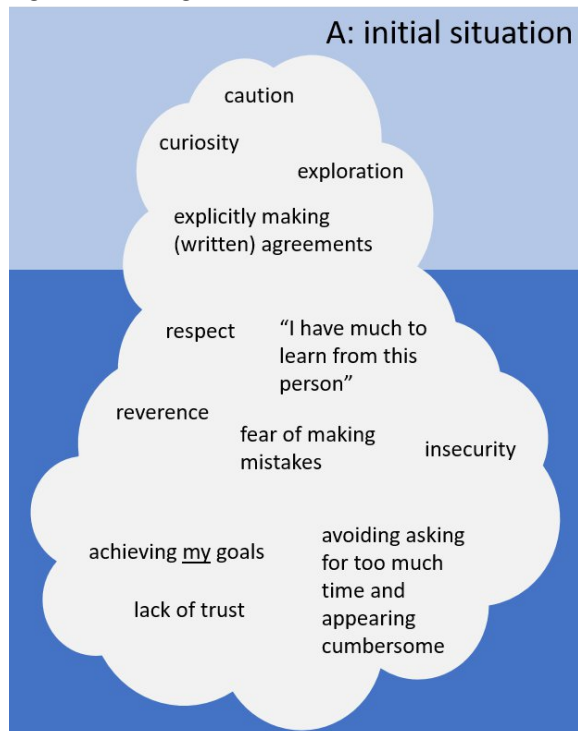 A: initial situation
caution
curiosity
exploration
explicitly making
(written) agreements
respect
“I have much to
learn from this
person”
reverence
fear of making
mistakes
insecurity
achieving my goals
avoiding asking
for too much
time and
appearing
cumbersome
lack of trust